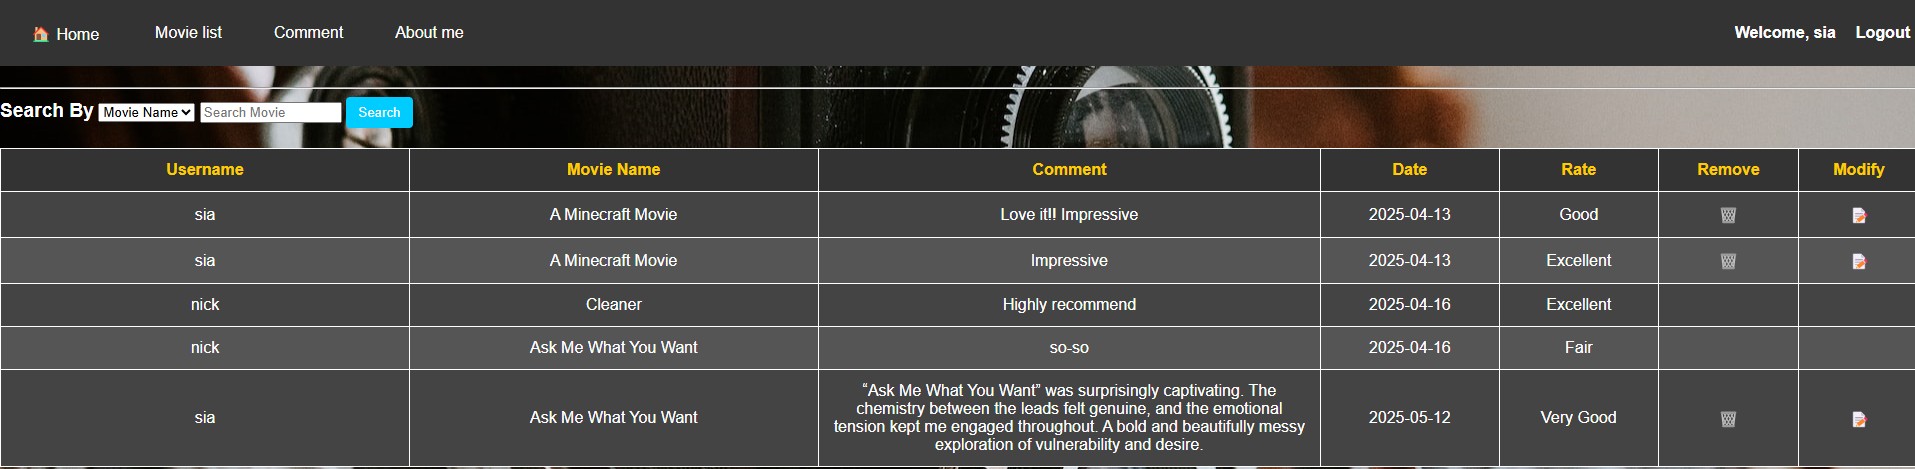 Home Movie list Comment About me Welcome, sia Logout
Search By Movie Name Search Movie Search
Username Movie Name Comment Date Rate Remove Modify
sia A Minecraft Movie Love it!! Impressive 2025-04-13 Good
sia A Minecraft Movie Impressive 2025-04-13 Excellent
nick Cleaner Highly recommend 2025-04-16 Excellent
nick Ask Me What You Want so-so 2025-04-16 Fair
sia Ask Me What You Want “Ask Me What You Want” was surprisingly captivating. The
chemistry between the leads felt genuine, and the emotional
tension kept me engaged throughout. A bold and beautifully messy
exploration of vulnerability and desire. 2025-05-12 Very Good